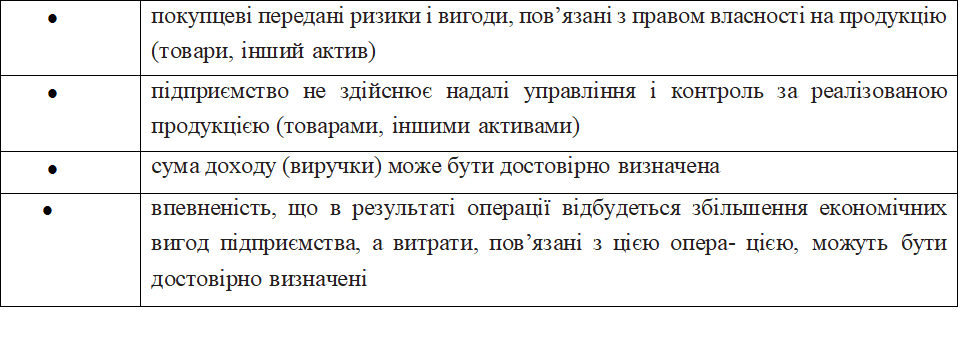 • покупцеві передані ризики і вигоди, пов’язані з правом власності на продукцію
(товари, інший актив)
• підприємство не здійснює надалі управління і контроль за реалізованою
продукцією (товарами, іншими активами)
• сума доходу (виручки) може бути достовірно визначена
• впевненість, що в результаті операції відбудеться збільшення економічних
вигод підприємства, а витрати, пов’язані з цією опера- цією, можуть бути
достовірно визначені